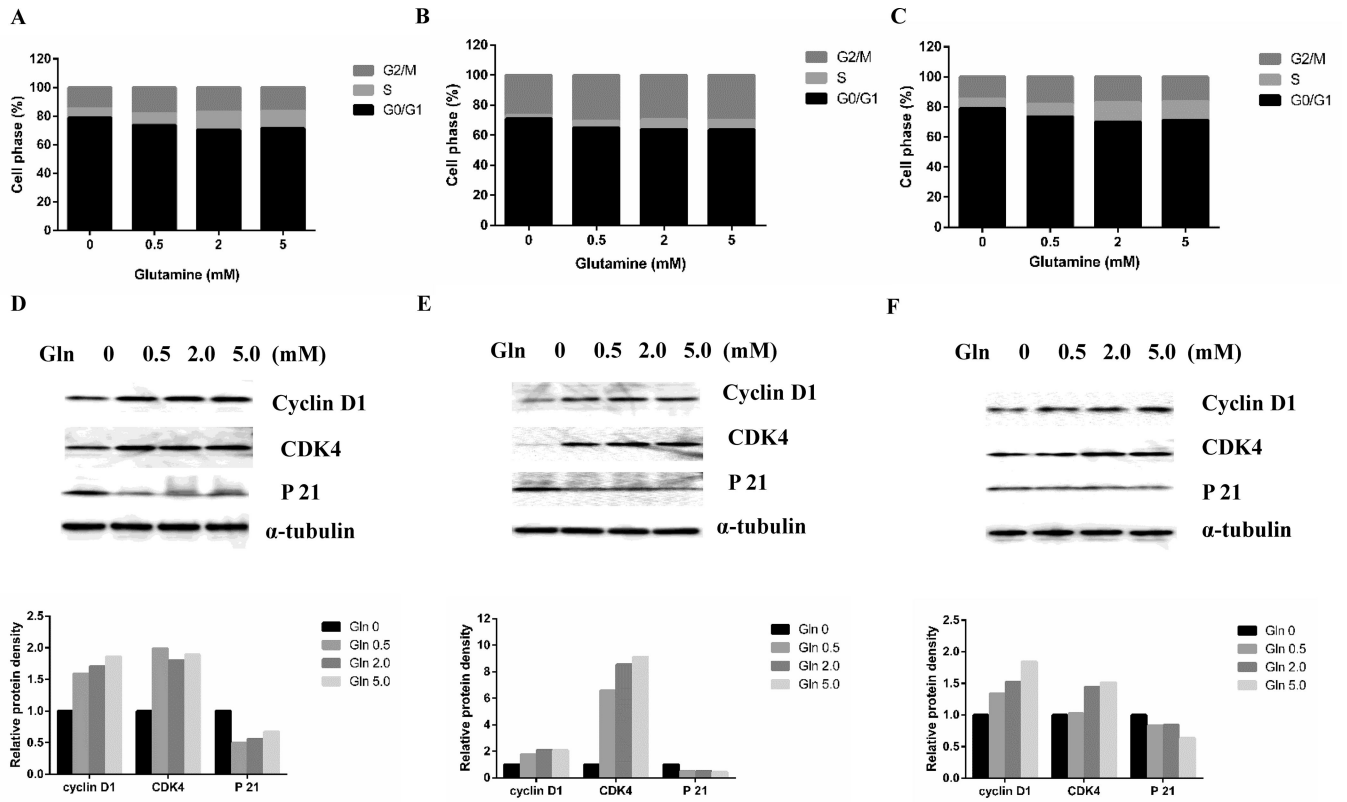 A
120
100
80
60
40
20
0
Cell phase (%)
0 0.5 2 5
Glutamine (mM)
G2/M
S
G0/G1
B
120
100
80
60
40
20
0
Cell phase (%)
0 0.5 2 5
Glutamine (mM)
G2/M
S
G0/G1
C
120
100
80
60
40
20
0
Cell phase (%)
0 0.5 2 5
Glutamine (mM)
G2/M
S
G0/G1
D
Gln 0 0.5 2.0 5.0 (mM)
Cyclin D1
CDK4
P 21
α-tubulin
2.5
2.0
1.5
1.0
0.5
0.0
Relative protein density
cyclin D1 CDK4 P 21
Gln 0
Gln 0.5
Gln 2.0
Gln 5.0
E
Gln 0 0.5 2.0 5.0 (mM)
Cyclin D1
CDK4
P 21
α-tubulin
12
10
8
6
4
2
0
Relative protein density
cyclin D1 CDK4 P 21
Gln 0
Gln 0.5
Gln 2.0
Gln 5.0
F
Gln 0 0.5 2.0 5.0 (mM)
Cyclin D1
CDK4
P 21
α-tubulin
2.5
2.0
1.5
1.0
0.5
0.0
Relative protein density
cyclin D1 CDK4 P 21
Gln 0
Gln 0.5
Gln 2.0
Gln 5.0